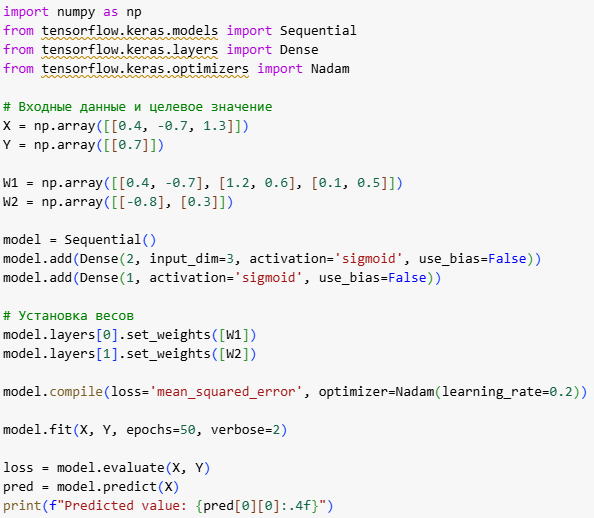 import numpy as np
from tensorflow.keras.models import Sequential
from tensorflow.keras.layers import Dense
from tensorflow.keras.optimizers import Nadam
# Входные данные и целевое значение
X = np.array([[0.4, -0.7, 1.3]])
Y = np.array([[0.7]])
W1 = np.array([[0.4, -0.7], [1.2, 0.6], [0.1, 0.5]])
W2 = np.array([[-0.8], [0.3]])
model = Sequential()
model.add(Dense(2, input_dim=3, activation='sigmoid', use_bias=False))
model.add(Dense(1, activation='sigmoid', use_bias=False))
# Установка весов
model.layers[0].set_weights([W1])
model.layers[1].set_weights([W2])
model.compile(loss='mean_squared_error', optimizer=Nadam(learning_rate=0.2))
model.fit(X, Y, epochs=50, verbose=2)
loss = model.evaluate(X, Y)
pred = model.predict(X)
print(f"Predicted value: {pred[0][0]:.4f}")